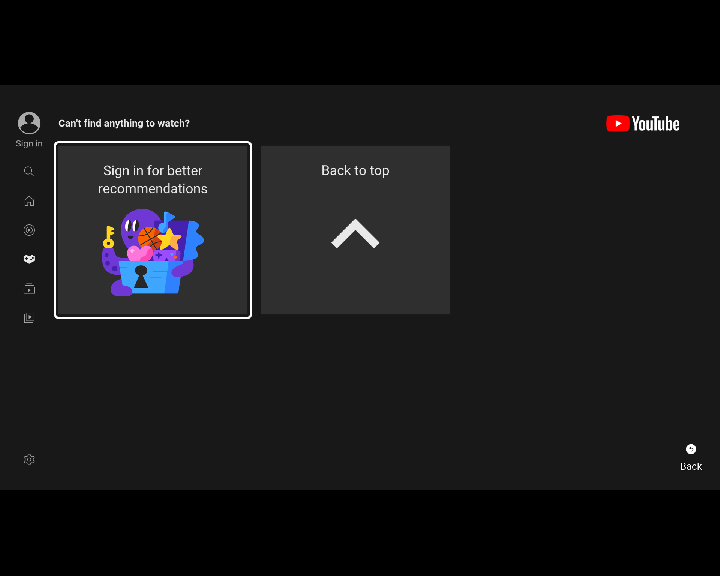 Can't find anything to watch?
YouTube
Sign in
Sign in for better
recommendations
Back to top
Back